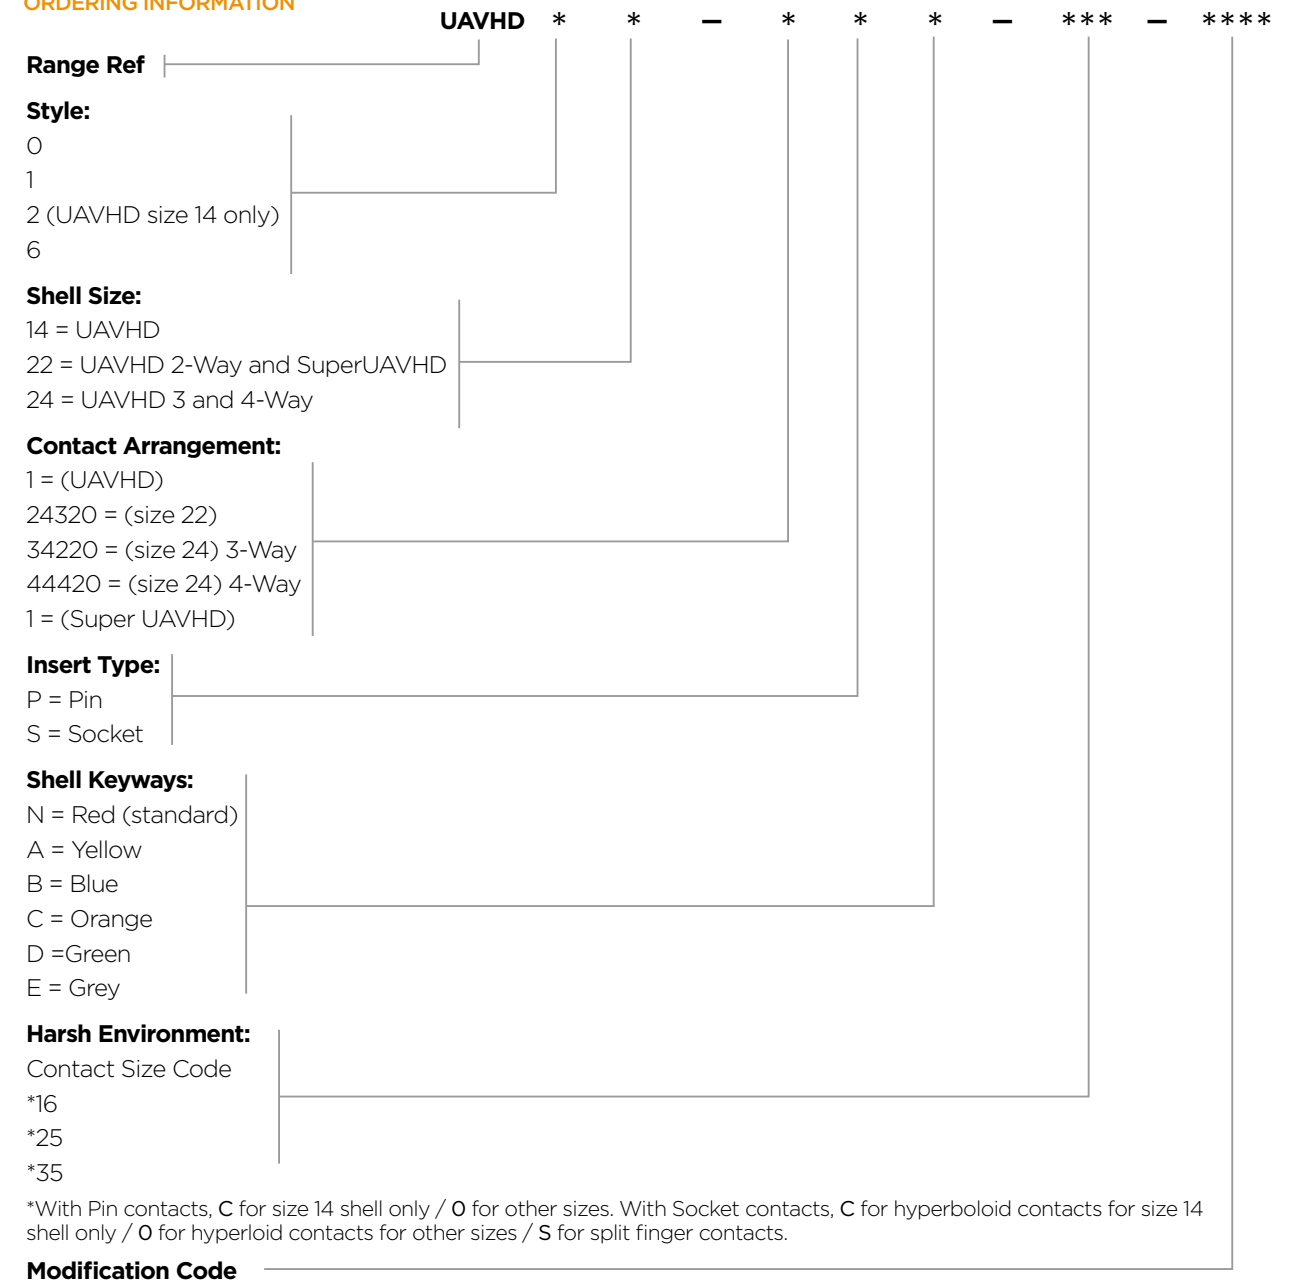 ORDERING INFORMATION
UAVHD * * – * * * – *** – ****
Range Ref
Style:
0
1
2 (UAVHD size 14 only)
6
Shell Size:
14 = UAVHD
22 = UAVHD 2-Way and SuperUAVHD
24 = UAVHD 3 and 4-Way
Contact Arrangement:
1 = (UAVHD)
24320 = (size 22)
34220 = (size 24) 3-Way
44420 = (size 24) 4-Way
1 = (Super UAVHD)
Insert Type:
P = Pin
S = Socket
Shell Keyways:
N = Red (standard)
A = Yellow
B = Blue
C = Orange
D =Green
E = Grey
Harsh Environment:
Contact Size Code
*16
*25
*35
*With Pin contacts, C for size 14 shell only / 0 for other sizes. With Socket contacts, C for hyperboloid contacts for size 14
shell only / 0 for hyperloid contacts for other sizes / S for split finger contacts.
Modification Code